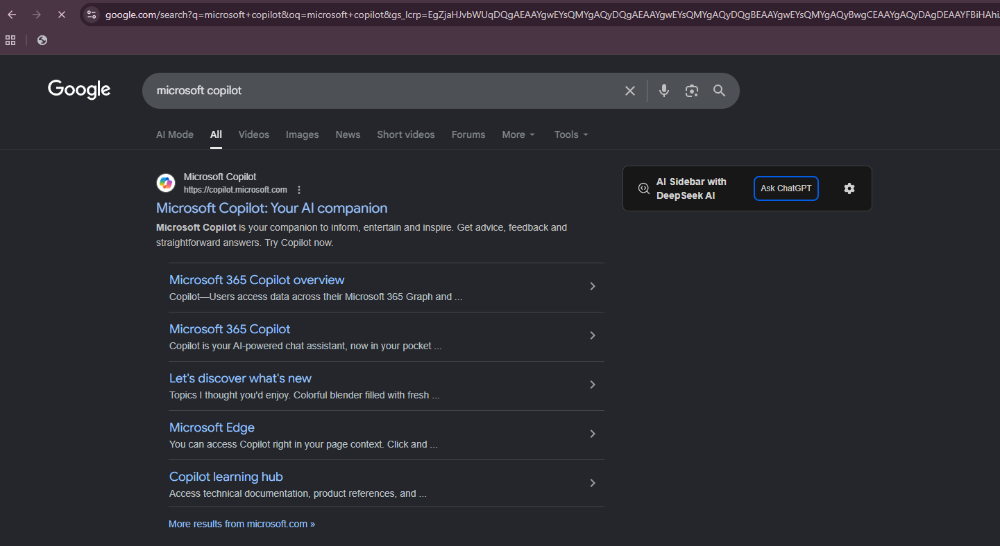 google.com/search?q=microsoft+copilot&oq=microsoft+copilot&gs_lcrp=EgZjaHJvbWUqDQgAEAAYgwEYsQMYgAQyDQgAEAAYgwEYsQMYgAQyDQgBEAAYgwEYsQMYgAQyBwgCEAAYgAQyDAgDEAAYFBiHAhi
Google
microsoft copilot
AI Mode All Videos Images News Short videos Forums More Tools
Microsoft Copilot
https://copilot.microsoft.com
Microsoft Copilot: Your AI companion
Microsoft Copilot is your companion to inform, entertain and inspire. Get advice, feedback and
straightforward answers. Try Copilot now.
Microsoft 365 Copilot overview
Copilot—Users access data across their Microsoft 365 Graph and ...
Microsoft 365 Copilot
Copilot is your AI-powered chat assistant, now in your pocket ...
Let's discover what's new
Topics I thought you'd enjoy. Colorful blender filled with fresh ...
Microsoft Edge
You can access Copilot right in your page context. Click and ...
Copilot learning hub
Access technical documentation, product references, and ...
More results from microsoft.com »
AI Sidebar with
DeepSeek AI
Ask ChatGPT